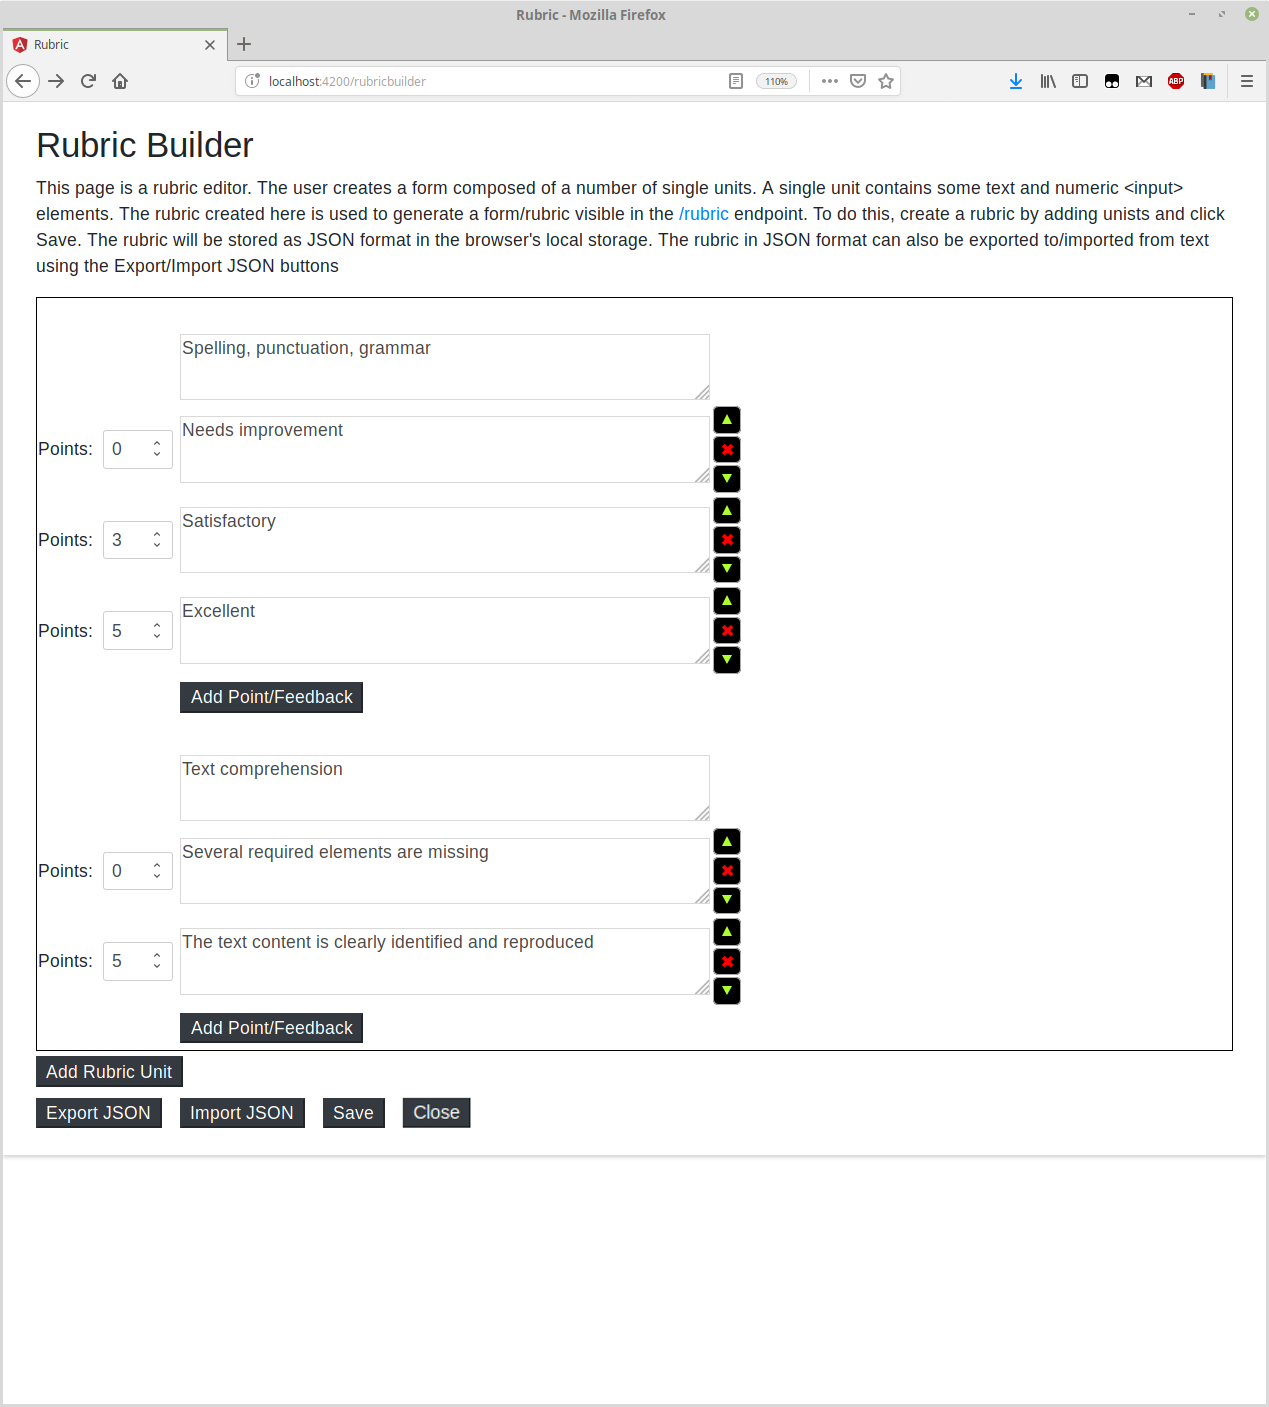 Rubric - Mozilla Firefox
Rubric
localhost:4200/rubricbuilder
110%
ABP
Rubric Builder
This page is a rubric editor. The user creates a form composed of a number of single units. A single unit contains some text and numeric <input>
elements. The rubric created here is used to generate a form/rubric visible in the /rubric endpoint. To do this, create a rubric by adding unists and click
Save. The rubric will be stored as JSON format in the browser's local storage. The rubric in JSON format can also be exported to/imported from text
using the Export/Import JSON buttons
Spelling, punctuation, grammar
Points: 0 Needs improvement
Points: 3 Satisfactory
Points: 5 Excellent
Add Point/Feedback
Text comprehension
Points: 0 Several required elements are missing
Points: 5 The text content is clearly identified and reproduced
Add Point/Feedback
Add Rubric Unit
Export JSON Import JSON Save Close